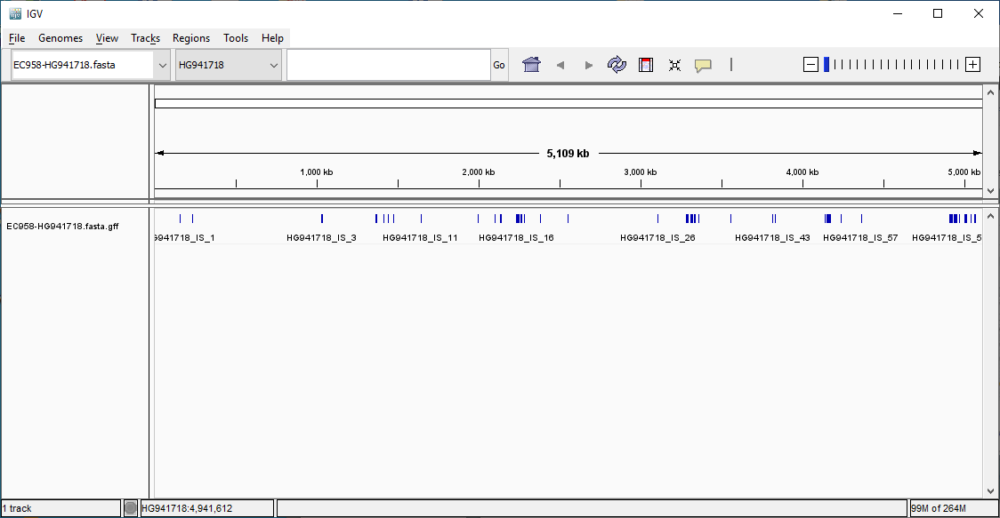 IGV
File Genomes View Tracks Regions Tools Help
EC958-HG941718.fasta HG941718 Go
5,109 kb
1,000 kb 2,000 kb 3,000 kb 4,000 kb 5,000 kb
EC958-HG941718.fasta.gff
G941718_IS_1 HG941718_IS_3 HG941718_IS_11 HG941718_IS_16 HG941718_IS_26 HG941718_IS_43 HG941718_IS_57 HG941718_IS_5
1 track HG941718:4,941,612 99M of 264M